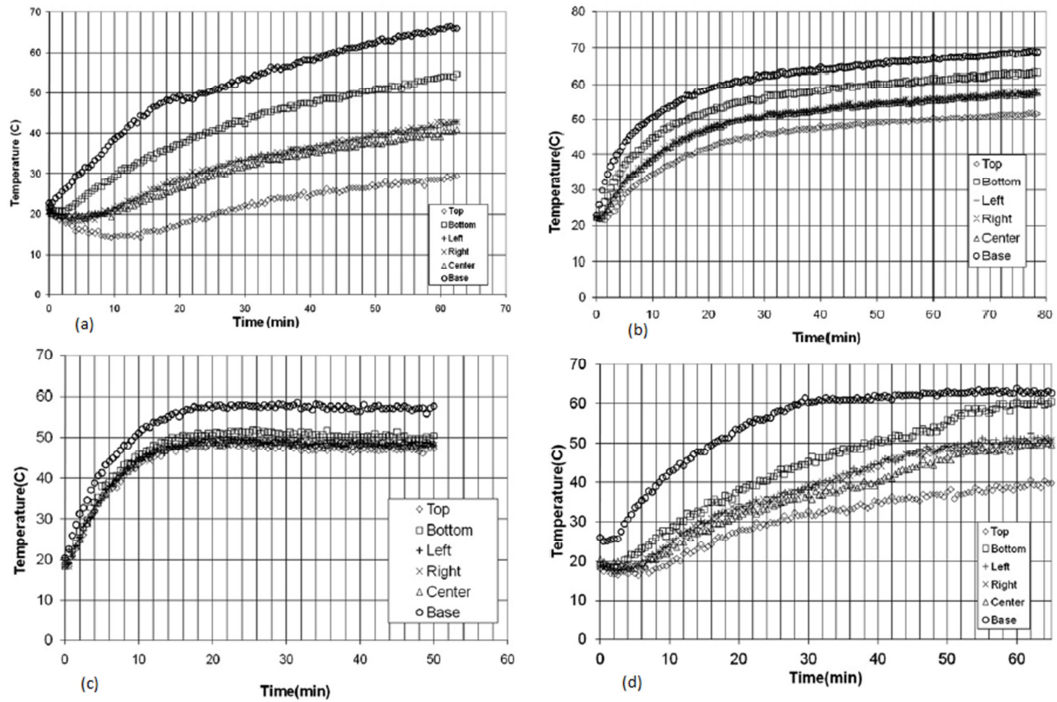 70
60
50
40
30
20
10
0
Temperature (C)
Top
Bottom
Left
Right
Center
Base
0 10 20 30 40 50 60 70
(a)
Time (min)
80
70
60
50
40
30
20
10
0
Temperature(C)
Top
Bottom
Left
Right
Center
Base
0 10 20 30 40 50 60 70 80
(b)
Time(min)
70
60
50
40
30
20
10
0
Temperature(C)
Top
Bottom
Left
Right
Center
Base
0 10 20 30 40 50 60
(c)
Time(min)
70
60
50
40
30
20
10
0
Temperature(C)
Top
Bottom
Left
Right
Center
Base
0 10 20 30 40 50 60
(d)
Time(min)